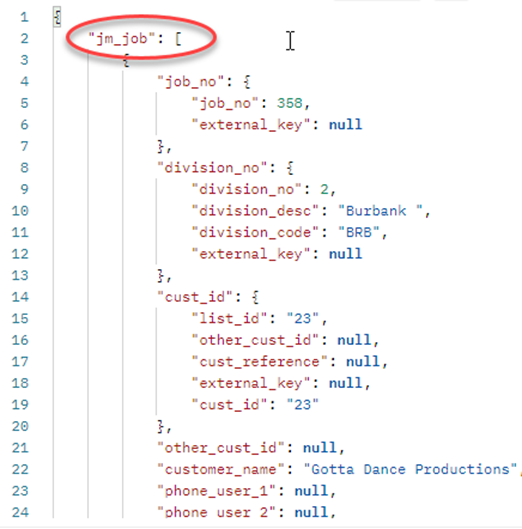 1 {
2 "jm_job": [
3 {
4 "job_no": {
5 "job_no": 358,
6 "external_key": null
7 },
8 "division_no": {
9 "division_no": 2,
10 "division_desc": "Burbank ",
11 "division_code": "BRB",
12 "external_key": null
13 },
14 "cust_id": {
15 "list_id": "23",
16 "other_cust_id": null,
17 "cust_reference": null,
18 "external_key": null,
19 "cust_id": "23"
20 },
21 "other_cust_id": null,
22 "customer_name": "Gotta Dance Productions",
23 "phone_user_1": null,
24 "phone_user_2": null,